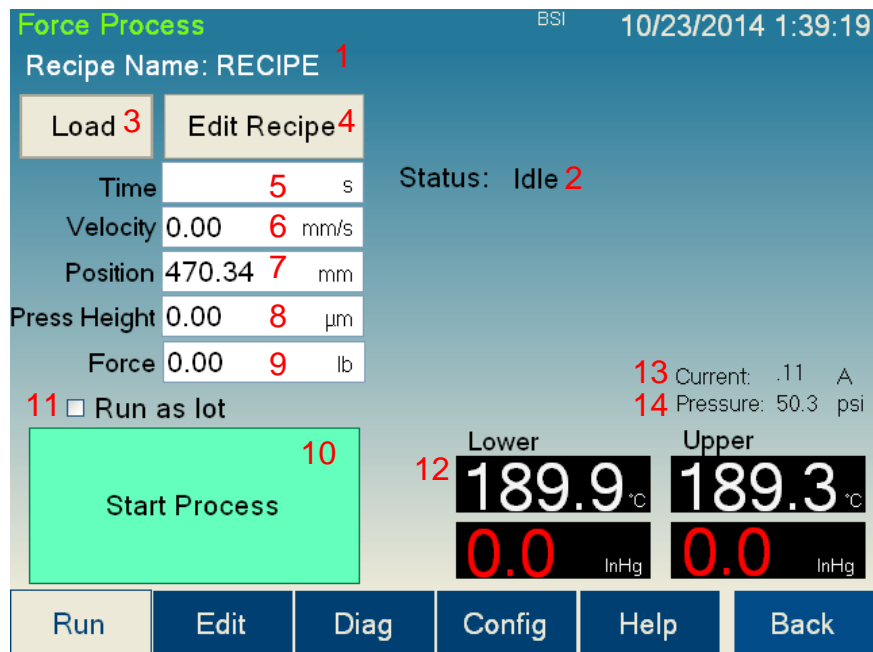 Force Process BSI 10/23/2014 1:39:19
Recipe Name: RECIPE 1
Load 3 Edit Recipe 4
Time 5 s Status: Idle 2
Velocity 0.00 6 mm/s
Position 470.34 7 mm
Press Height 0.00 8 µm
Force 0.00 9 lb
13 Current: .11 A
11 Run as lot 14 Pressure: 50.3 psi
Start Process 10
12 Lower Upper
189.9 °C 189.3 °C
0.0 InHg 0.0 InHg
Run Edit Diag Config Help Back